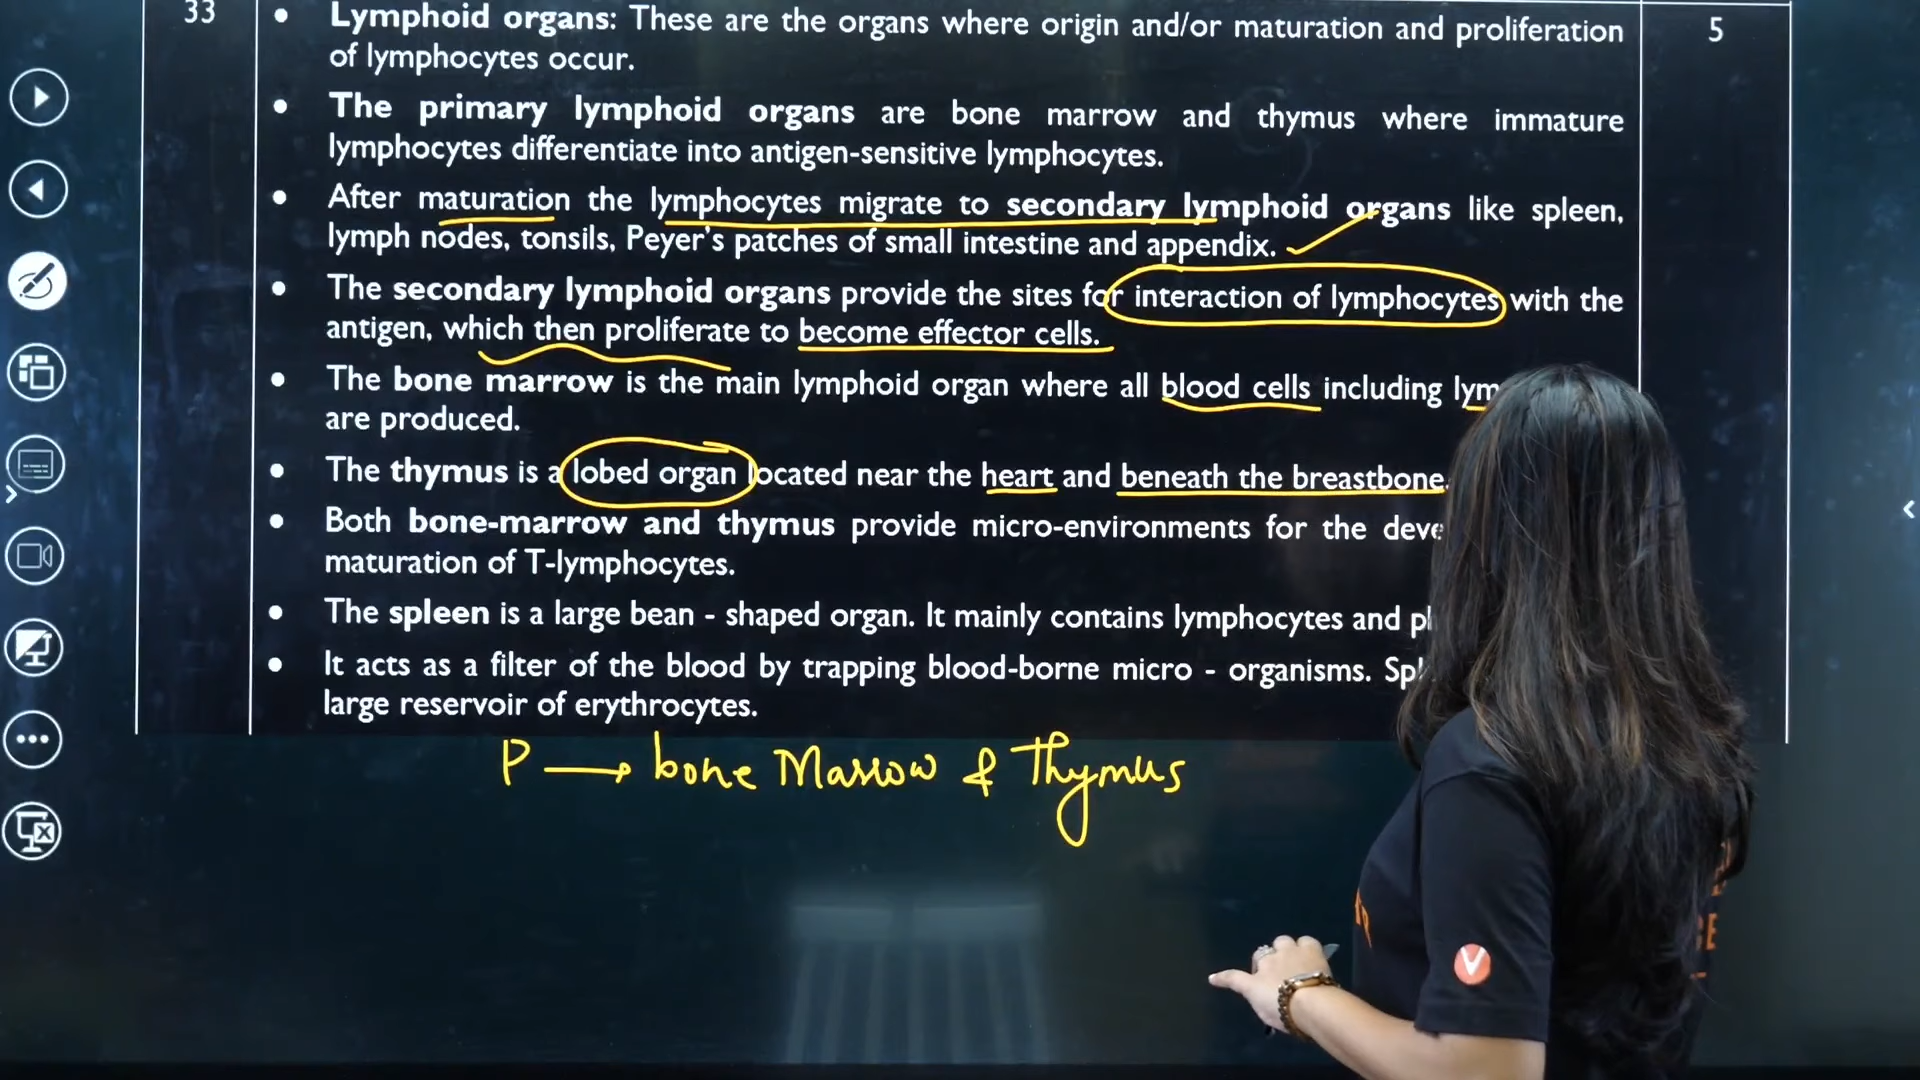 33
• Lymphoid organs: These are the organs where origin and/or maturation and proliferation
5
of lymphocytes occur.
• The primary lymphoid organs are bone marrow and thymus where immature
lymphocytes differentiate into antigen-sensitive lymphocytes.
• After maturation the lymphocytes migrate to secondary lymphoid organs like spleen,
lymph nodes, tonsils, Peyer's patches of small intestine and appendix.
• The secondary lymphoid organs provide the sites for interaction of lymphocytes with the
antigen, which then proliferate to become effector cells.
• The bone marrow is the main lymphoid organ where all blood cells including
are produced.
• The thymus is a lobed organ located near the heart and beneath the breastbone.
• Both bone-marrow and thymus provide micro-environments for the
maturation of T-lymphocytes.
• The spleen is a large bean - shaped organ. It mainly contains lymphocytes and
• It acts as a filter of the blood by trapping blood-borne micro - organisms.
large reservoir of erythrocytes.
P → bone Marrow & Thymus
V